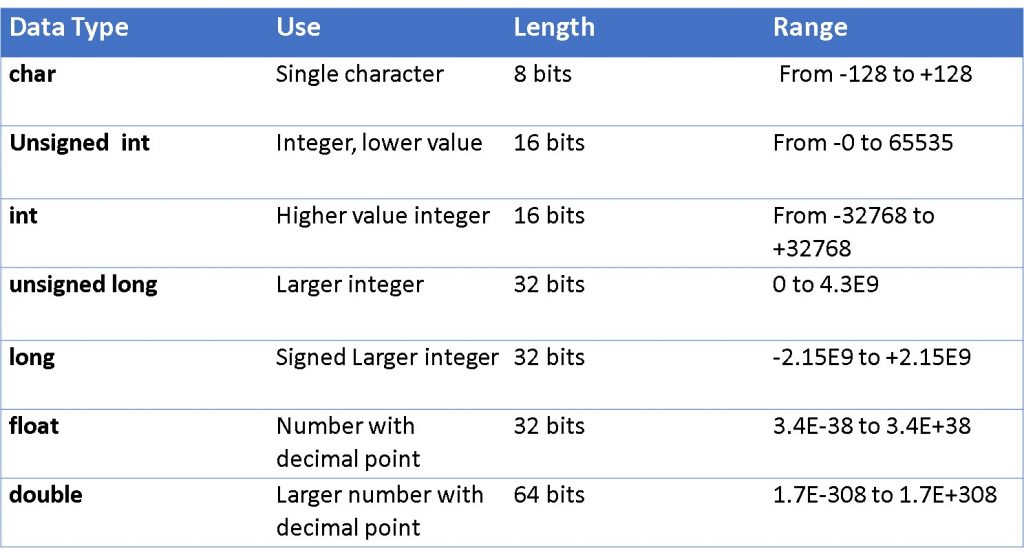 Data Type Use Length Range
char Single character 8 bits From -128 to +128
Unsigned int Integer, lower value 16 bits From -0 to 65535
int Higher value integer 16 bits From -32768 to
+32768
unsigned long Larger integer 32 bits 0 to 4.3E9
long Signed Larger integer 32 bits -2.15E9 to +2.15E9
float Number with 32 bits 3.4E-38 to 3.4E+38
decimal point
double Larger number with 64 bits 1.7E-308 to 1.7E+308
decimal point